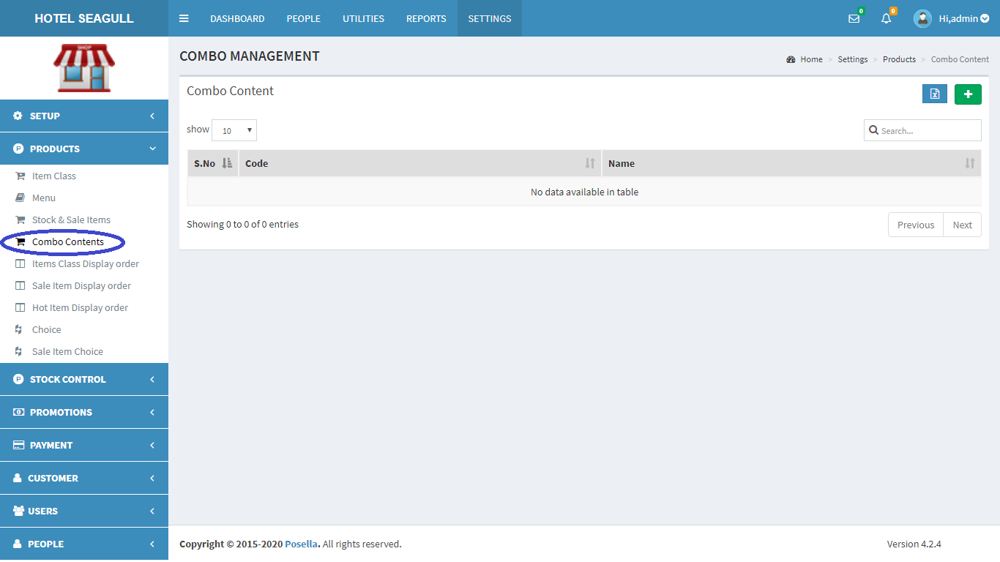 HOTEL SEAGULL
DASHBOARD PEOPLE UTILITIES REPORTS SETTINGS 0 0 Hi,admin
SHOP
COMBO MANAGEMENT
Home > Settings > Products > Combo Content
Combo Content
show 10
Search...
S.No Code Name
No data available in table
Showing 0 to 0 of 0 entries
Previous Next
SETUP
PRODUCTS
Item Class
Menu
Stock & Sale Items
Combo Contents
Items Class Display order
Sale Item Display order
Hot Item Display order
Choice
Sale Item Choice
STOCK CONTROL
PROMOTIONS
PAYMENT
CUSTOMER
USERS
PEOPLE
Copyright © 2015-2020 Posella. All rights reserved.
Version 4.2.4